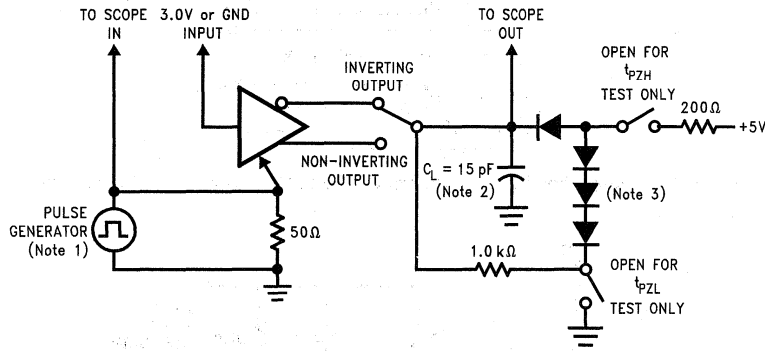 TO SCOPE
IN
3.0V or GND
INPUT
TO SCOPE
OUT
INVERTING
OUTPUT
OPEN FOR
tPZH
TEST ONLY
200Ω
+5V
NON-INVERTING
OUTPUT
CL = 15 pF
(Note 2)
(Note 3)
PULSE
GENERATOR
(Note 1)
50Ω
1.0 kΩ
OPEN FOR
tPZL
TEST ONLY